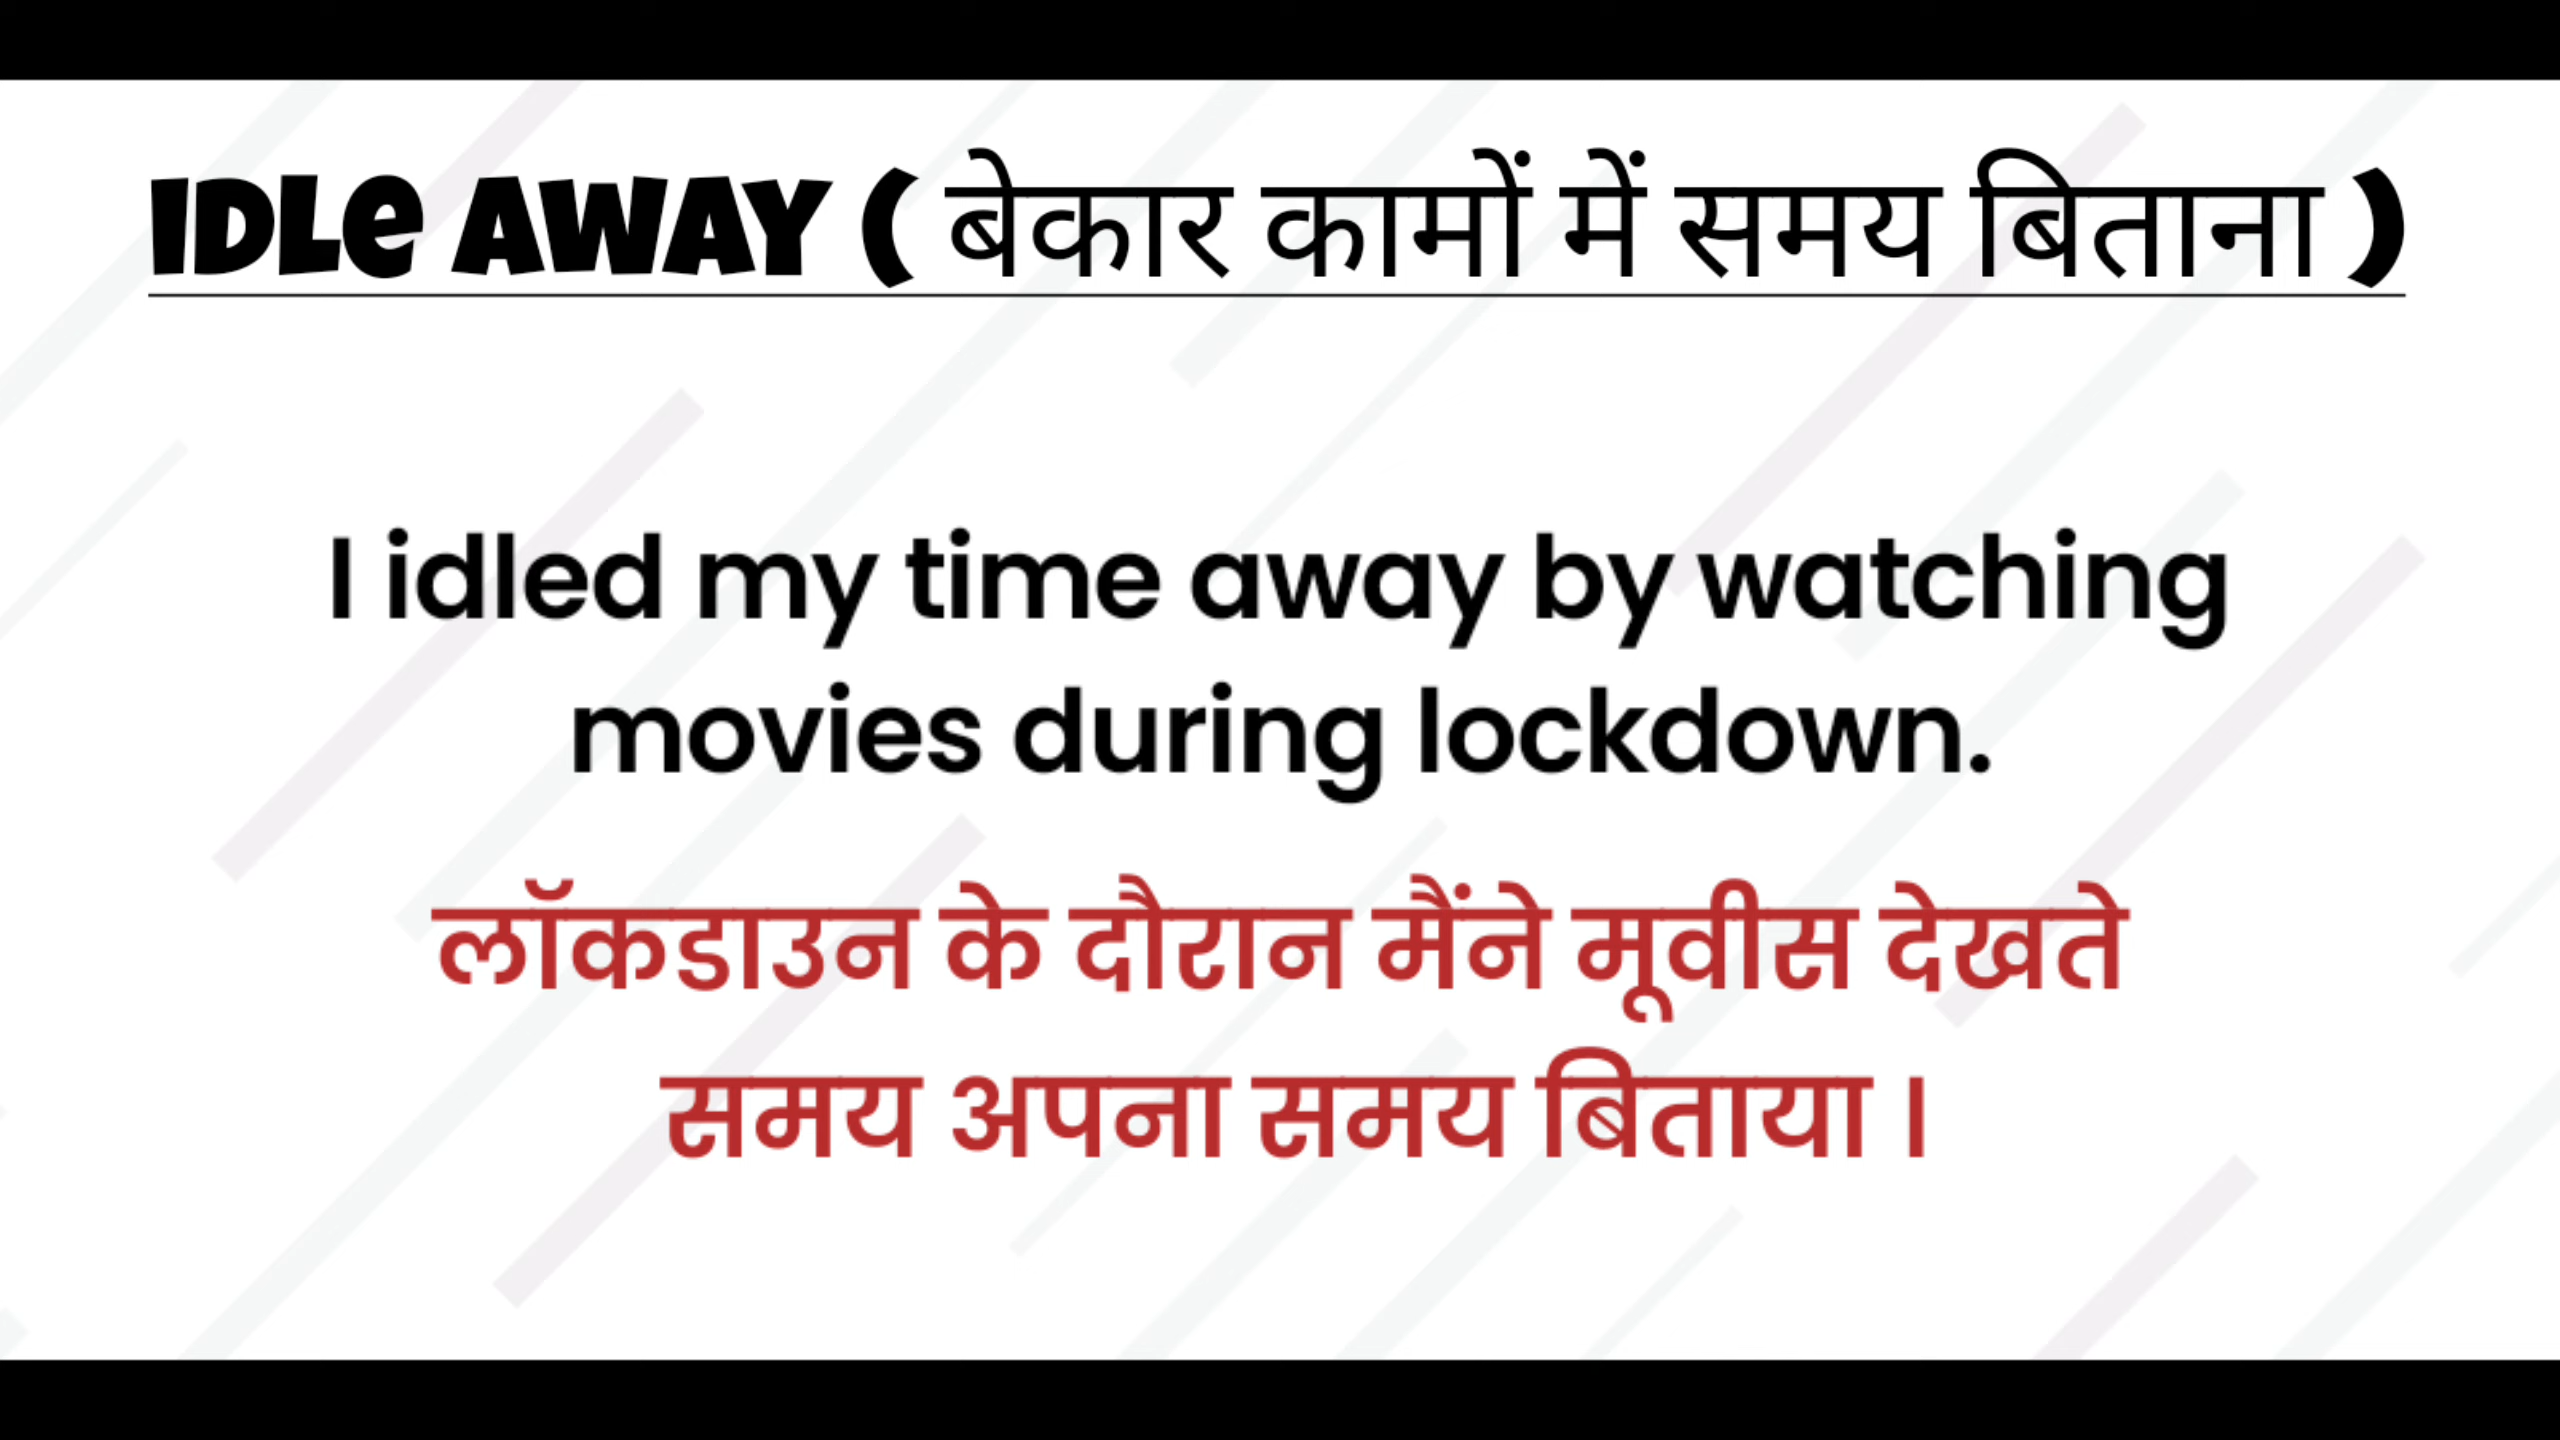 IDLe AWAY ( बेकार कामों में समय बिताना )
I idled my time away by watching
movies during lockdown.
लॉकडाउन के दौरान मैंने मूवीस देखते
समय अपना समय बिताया ।